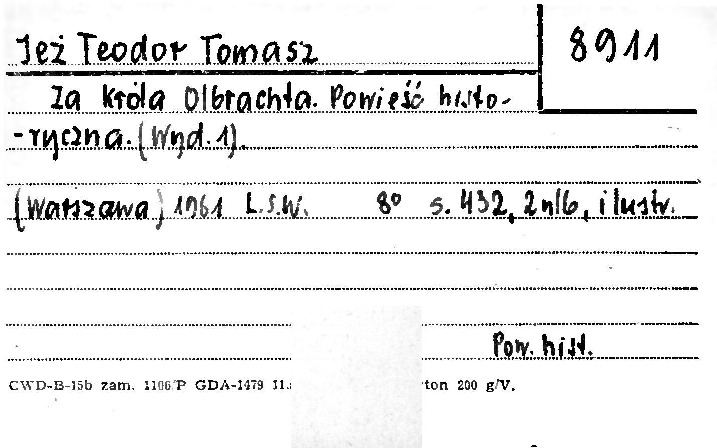 Jeż Teodor Tomasz
8911
Za króla Olbrachta. Powieść histo-
-ryczna. (Wyd. 1).
(Warszawa) 1961 L.S.W. 8° s. 432, 2 nlb, ilustr.
Pow. hist.
CWD-B-15b zam. 1106/P GDA-1479 11. ton 200 g/V.